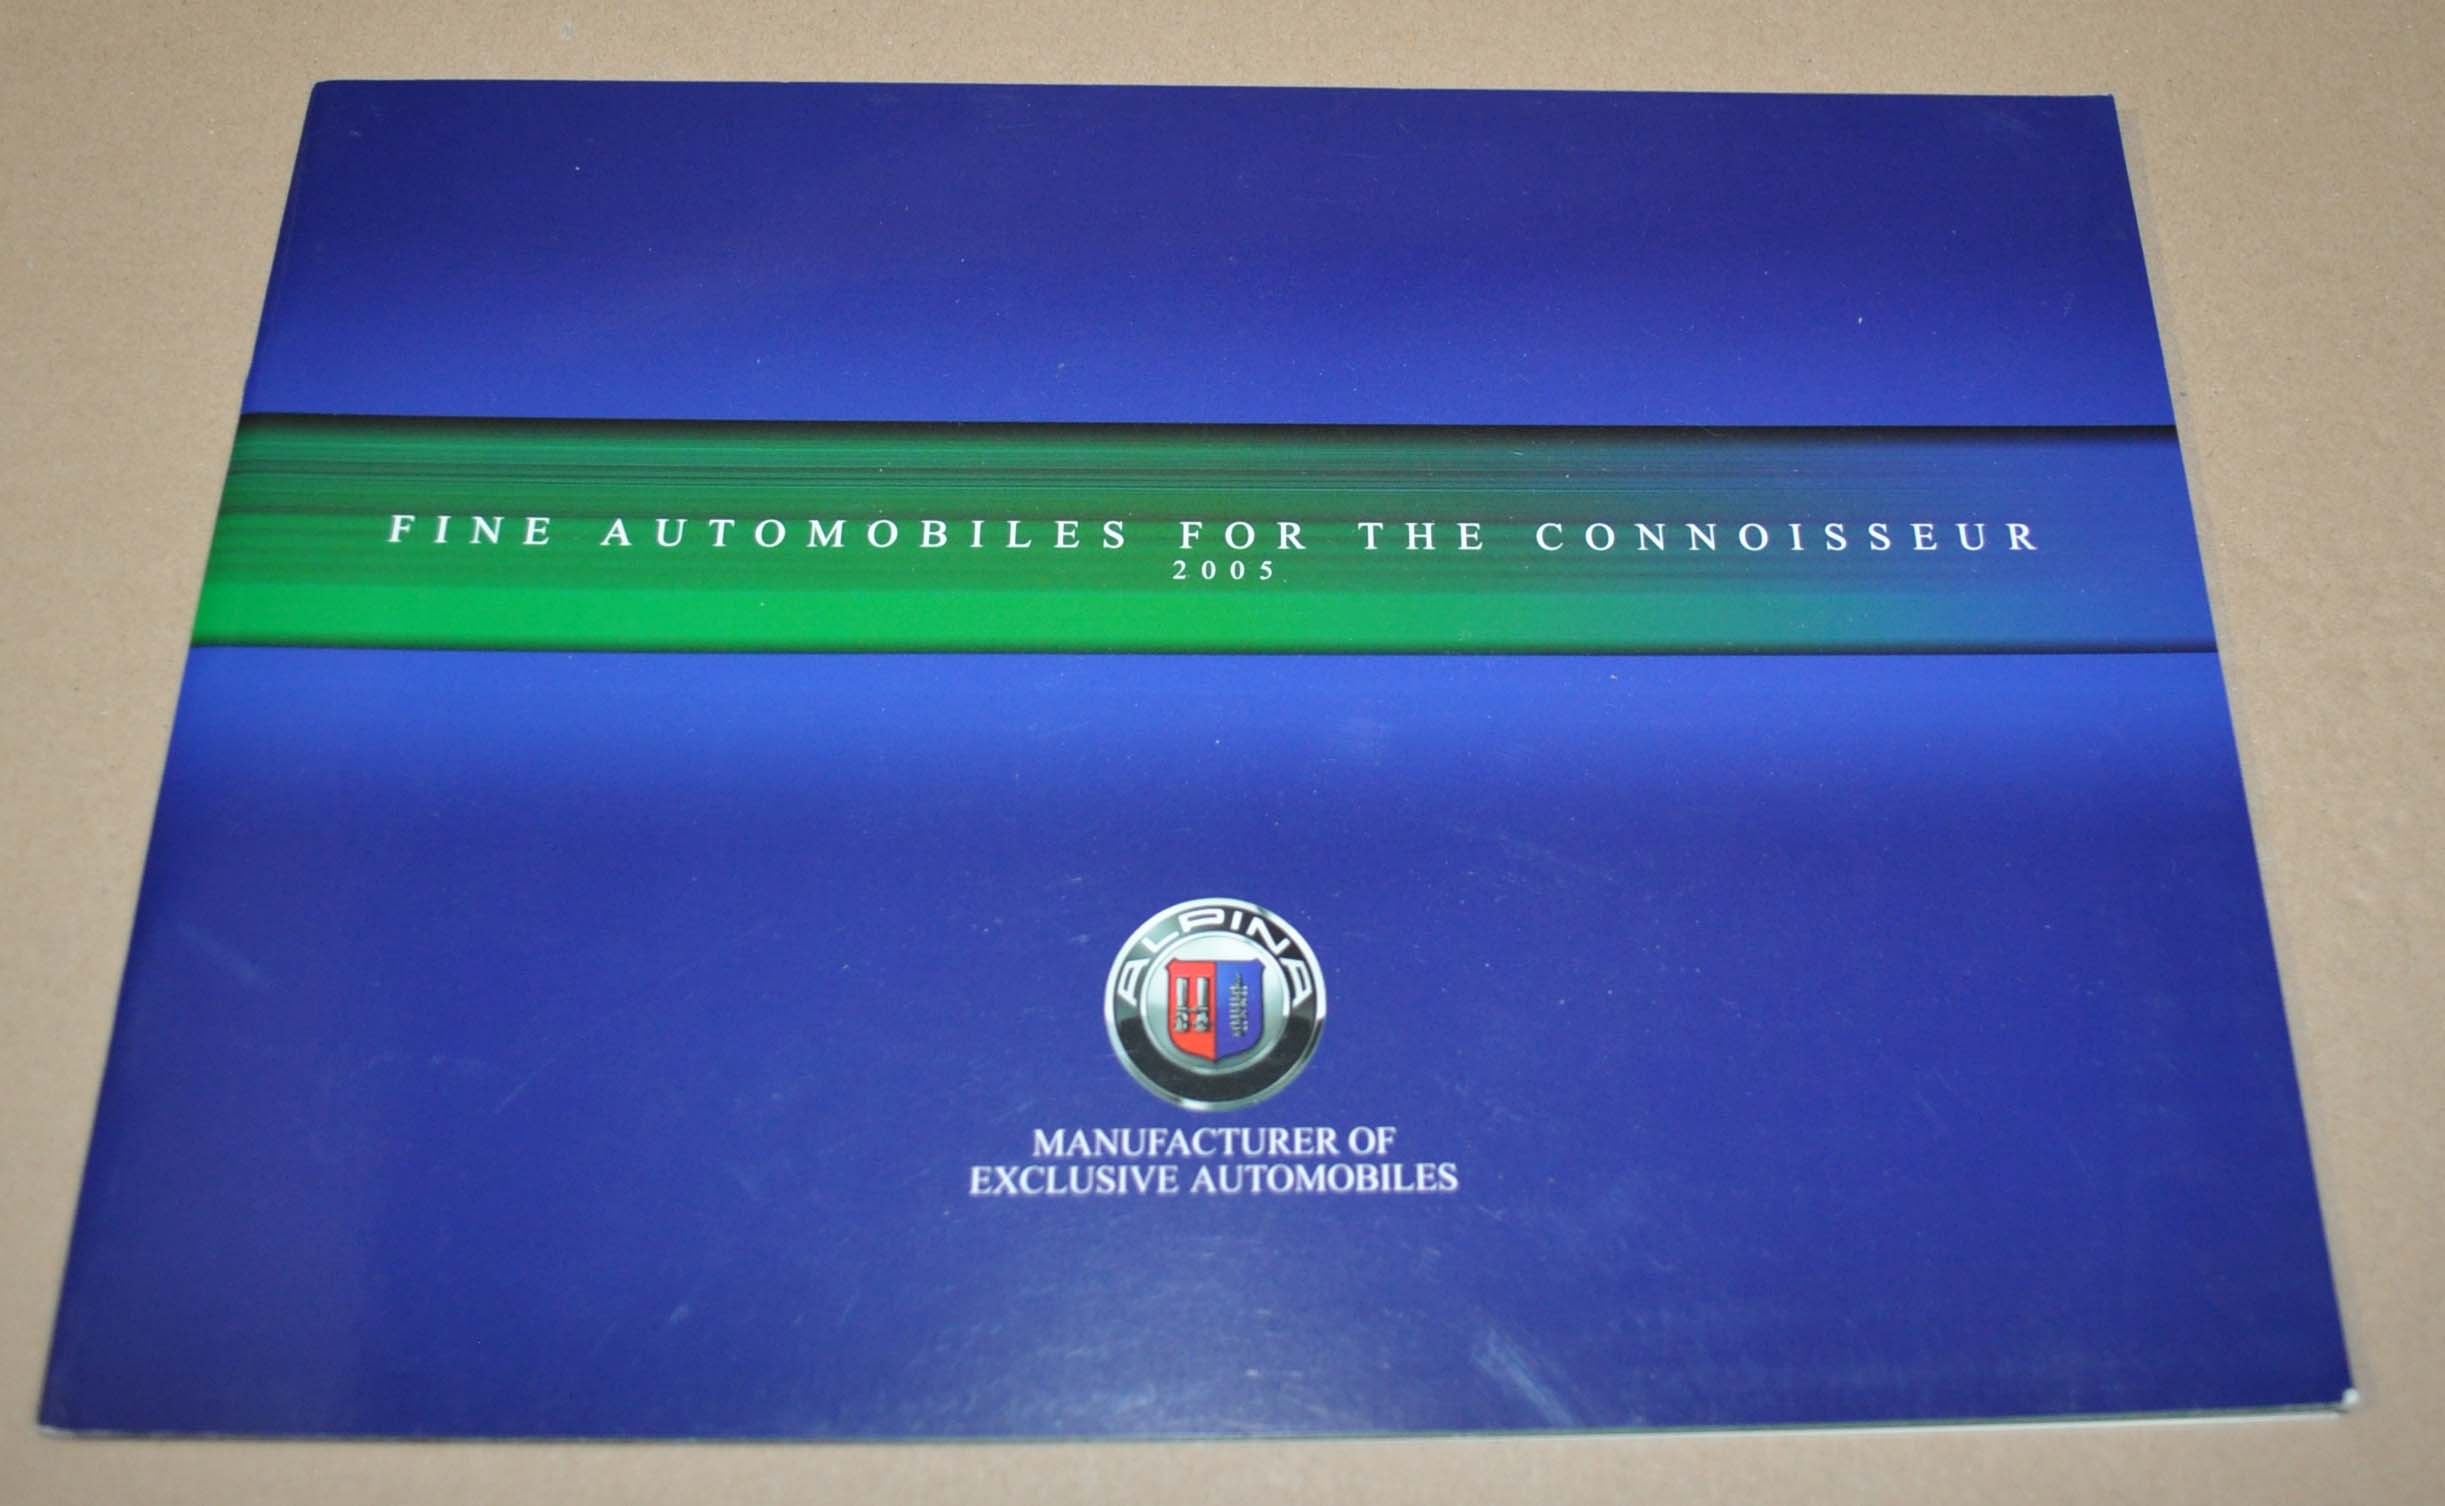 FINE AUTOMOBILES FOR THE CONNOISSEUR
2005
ALPINA
MANUFACTURER OF
EXCLUSIVE AUTOMOBILES